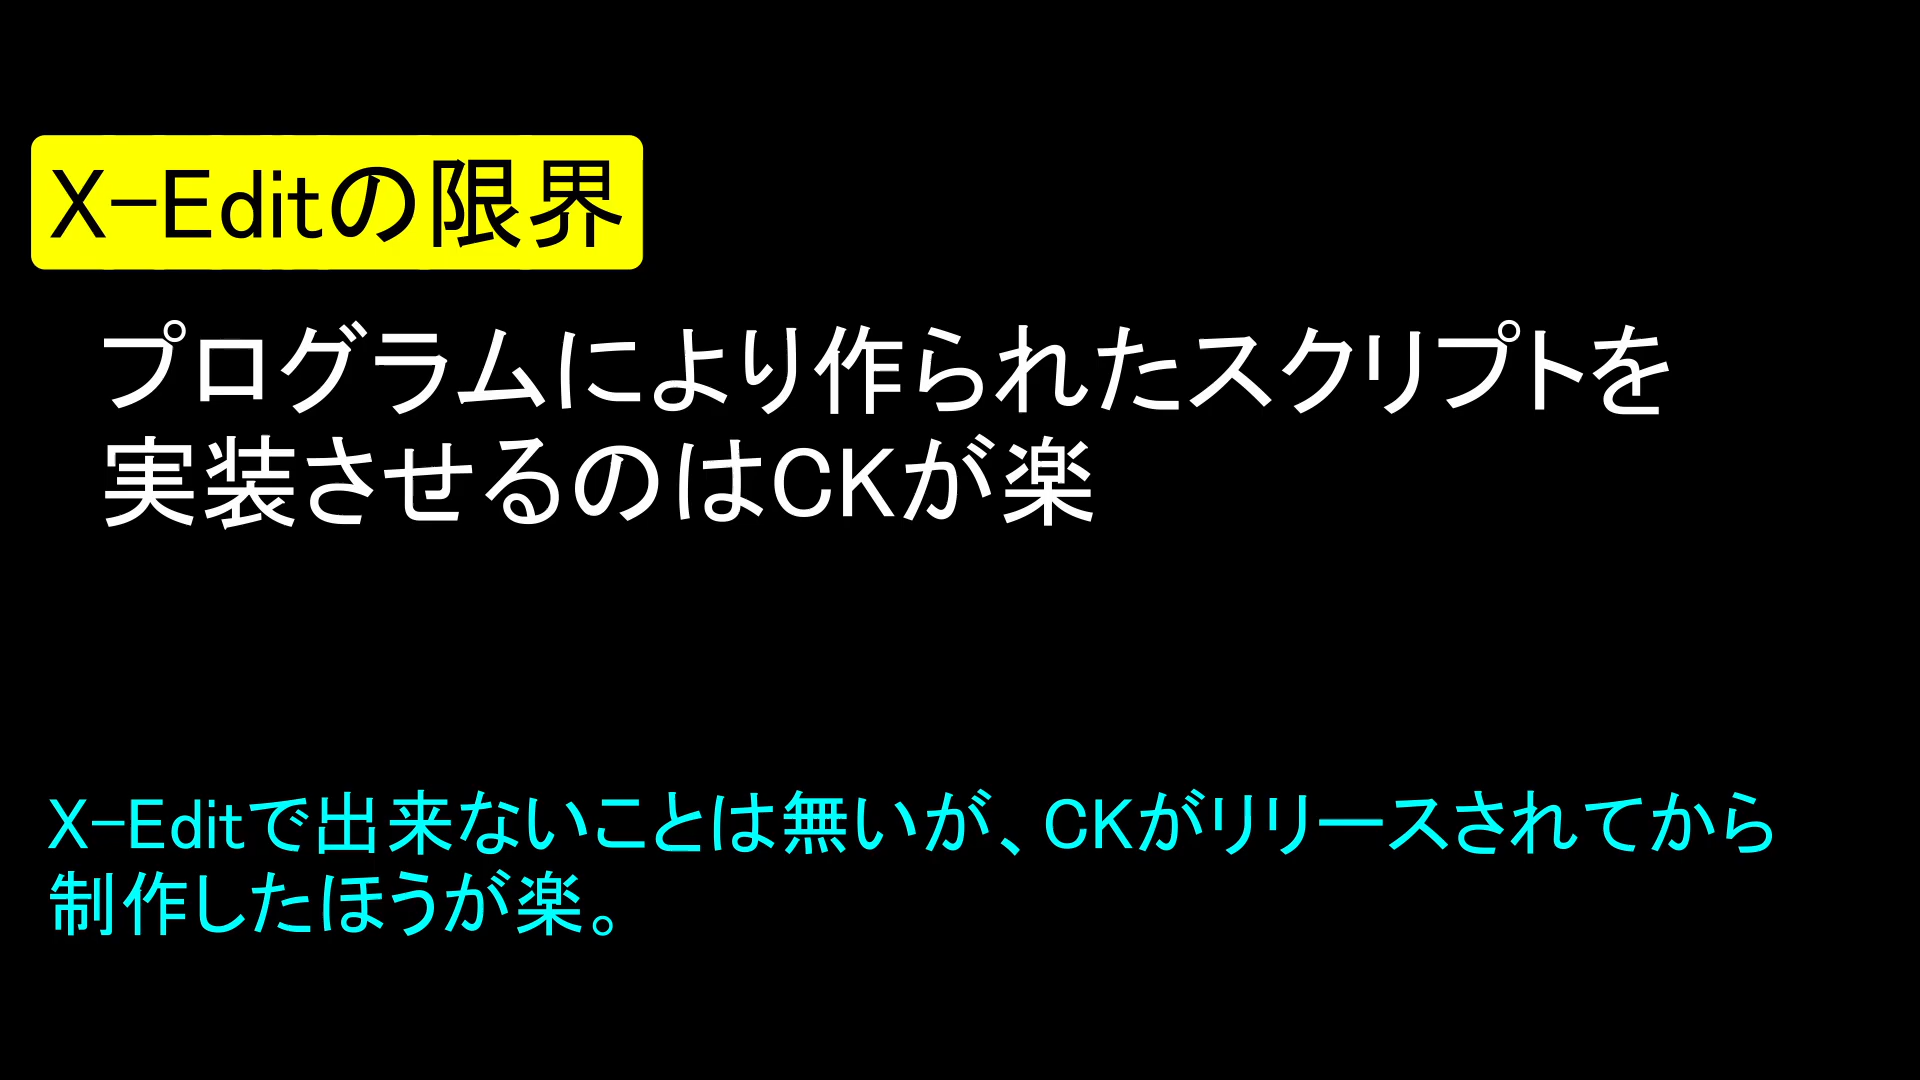 X-Editの限界
プログラムにより作られたスクリプトを
実装させるのはCKが楽
X-Editで出来ないことは無いが、CKがリリースされてから
制作したほうが楽。